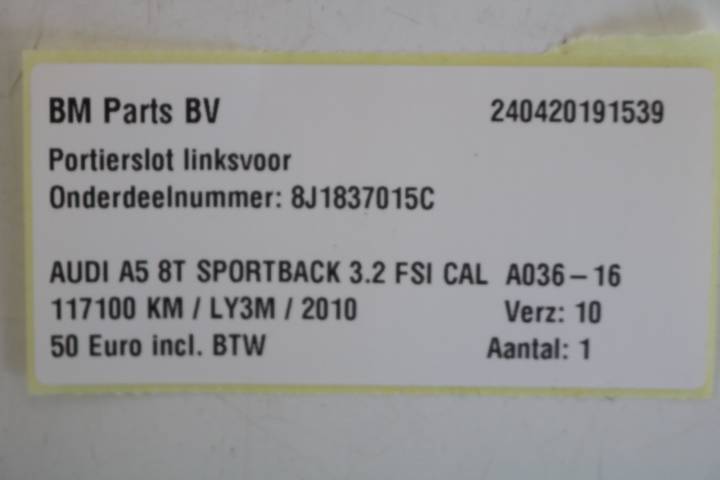 BM Parts BV 240420191539
Portierslot linksvoor
Onderdeelnummer: 8J1837015C
AUDI A5 8T SPORTBACK 3.2 FSI CAL A036-16
117100 KM / LY3M / 2010 Verz: 10
50 Euro incl. BTW Aantal: 1